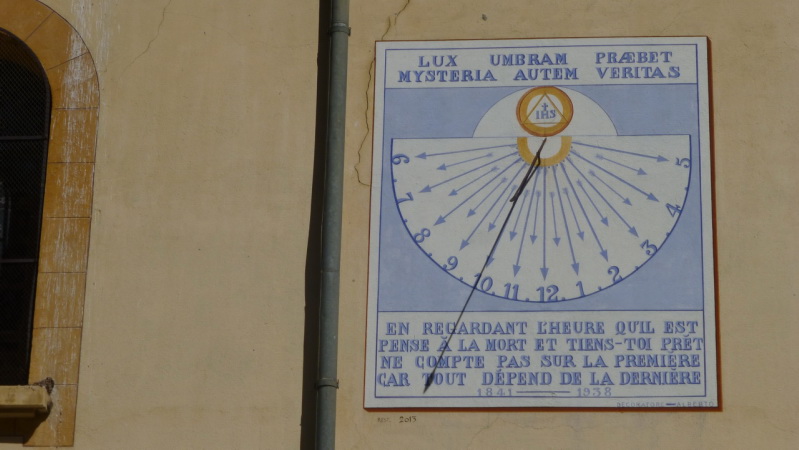 LUX UMBRAM PRÆBET
MYSTERIA AUTEM VERITAS
IHS
6 7 8 9 10 11 12 1 2 3 4 5
EN REGARDANT L'HEURE QU'IL EST
PENSE À LA MORT ET TIENS-TOI PRÊT
NE COMPTE PAS SUR LA PREMIÈRE
CAR TOUT DÉPEND DE LA DERNIÈRE
1841 — 1938
2013